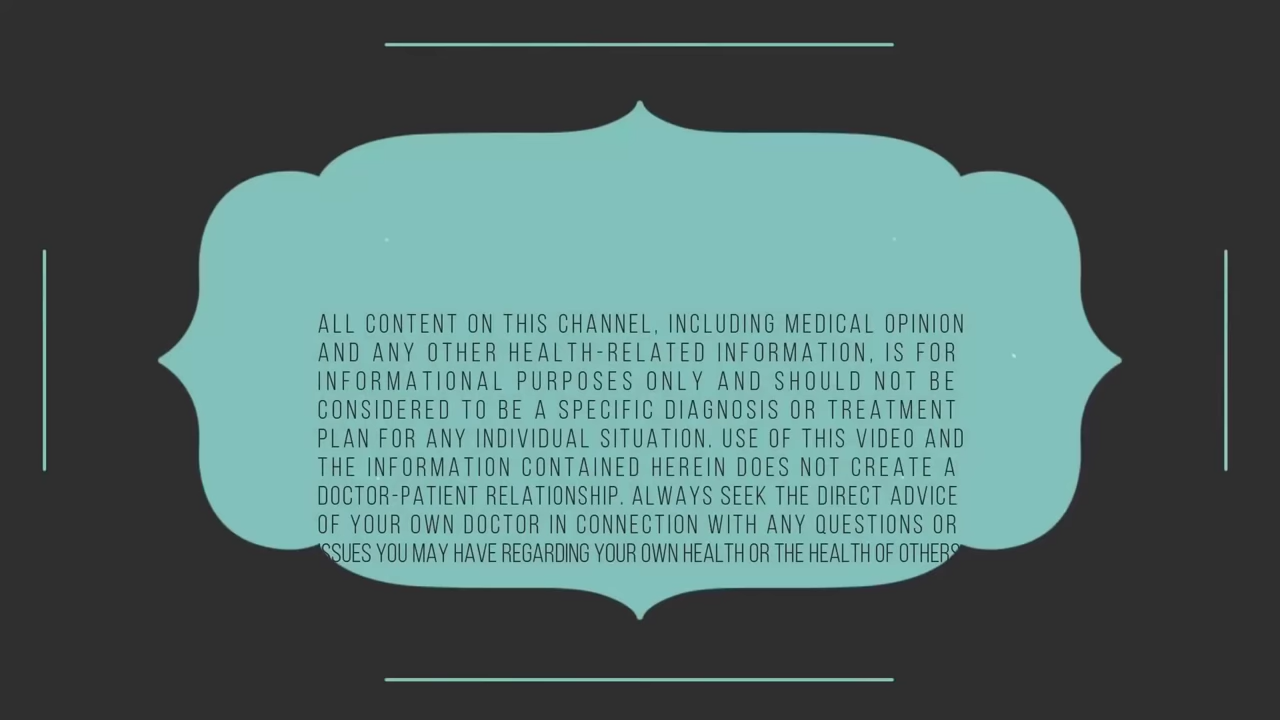 ALL CONTENT ON THIS CHANNEL, INCLUDING MEDICAL OPINION
AND ANY OTHER HEALTH-RELATED INFORMATION, IS FOR
INFORMATIONAL PURPOSES ONLY AND SHOULD NOT BE
CONSIDERED TO BE A SPECIFIC DIAGNOSIS OR TREATMENT
PLAN FOR ANY INDIVIDUAL SITUATION. USE OF THIS VIDEO AND
THE INFORMATION CONTAINED HEREIN DOES NOT CREATE A
DOCTOR-PATIENT RELATIONSHIP. ALWAYS SEEK THE DIRECT ADVICE
OF YOUR OWN DOCTOR IN CONNECTION WITH ANY QUESTIONS OR
ISSUES YOU MAY HAVE REGARDING YOUR OWN HEALTH OR THE HEALTH OF OTHERS